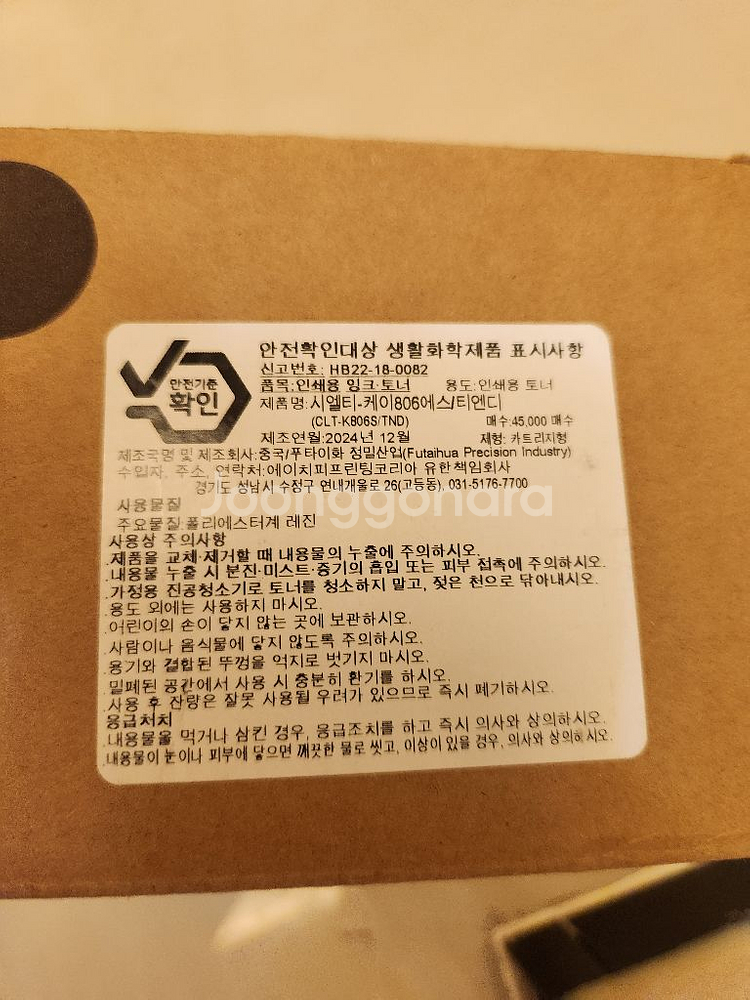 안전기준
확인
안전확인대상 생활화학제품 표시사항
신고번호: HB22-18-0082
품목:인쇄용 잉크·토너 용도:인쇄용 토너
제품명:시엘티-케이806에스/티엔디
(CLT-K806S/TND) 매수:45,000 매수
제조연월:2024년 12월 제형: 카트리지형
제조국명 및 제조회사:중국/푸타이화 정밀산업(Futaihua Precision Industry)
수입자, 주소, 연락처:에이치피프린팅코리아 유한책임회사
경기도 성남시 수정구 연내개울로 26(고등동), 031-5176-7700
Joonggonara
사용물질
주요물질:폴리에스터계 레진
사용상 주의사항
.제품을 교체·제거할 때 내용물의 누출에 주의하시오.
.내용물 누출 시 분진·미스트·증기의 흡입 또는 피부 접촉에 주의하시오.
.가정용 진공청소기로 토너를 청소하지 말고, 젖은 천으로 닦아내시오.
.용도 외에는 사용하지 마시오.
.어린이의 손이 닿지 않는 곳에 보관하시오.
.사람이나 음식물에 닿지 않도록 주의하시오.
.용기와 결합된 뚜껑을 억지로 벗기지 마시오.
.밀폐된 공간에서 사용 시 충분히 환기를 하시오.
.사용 후 잔량은 잘못 사용될 우려가 있으므로 즉시 폐기하시오.
응급처치
.내용물을 먹거나 삼킨 경우, 응급조치를 하고 즉시 의사와 상의하시오.
.내용물이 눈이나 피부에 닿으면 깨끗한 물로 씻고, 이상이 있을 경우, 의사와 상의하시오.